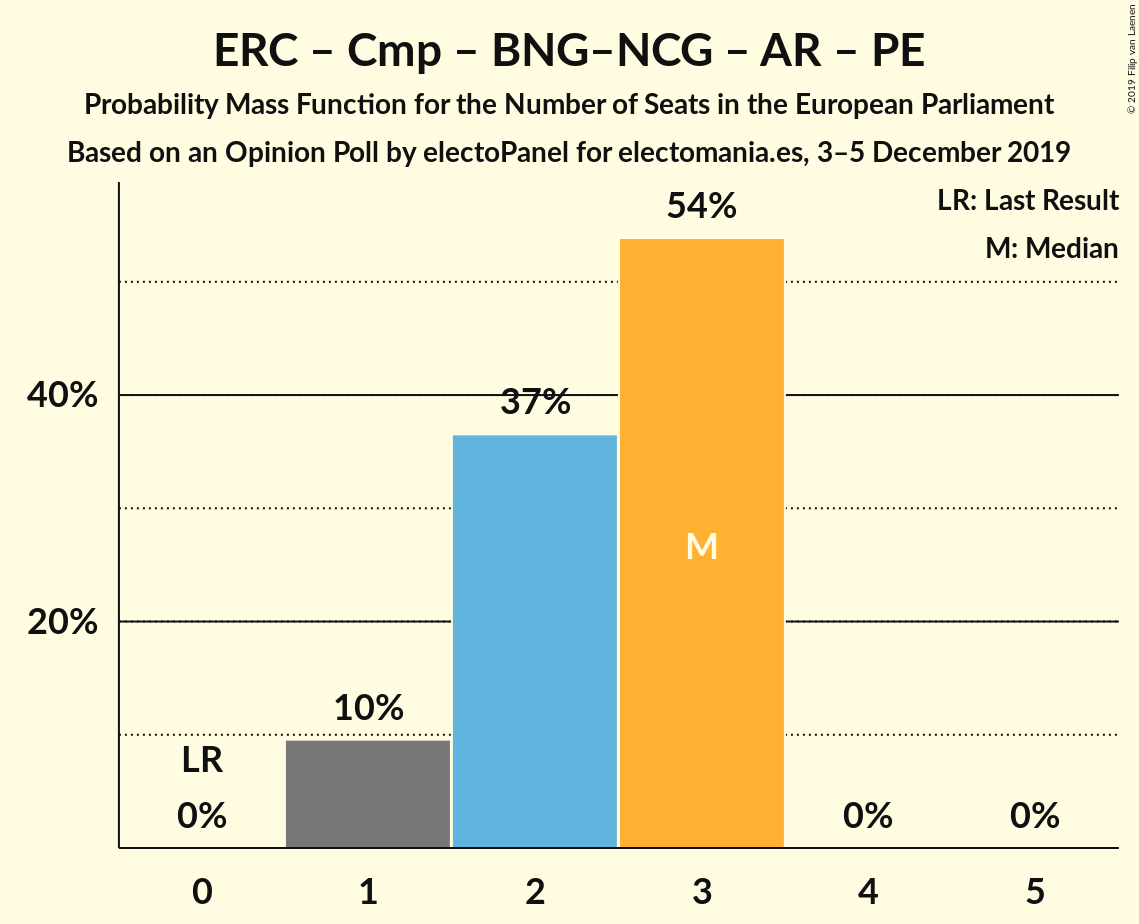 ERC – Cmp – BNG–NCG – AR – PE
Probability Mass Function for the Number of Seats in the European Parliament
Based on an Opinion Poll by electoPanel for electomania.es, 3–5 December 2019
© 2019 Filip van Laenen
LR: Last Result
M: Median
54%
40%
37%
M
20%
10%
LR
0%
0%
0%
0 1 2 3 4 5